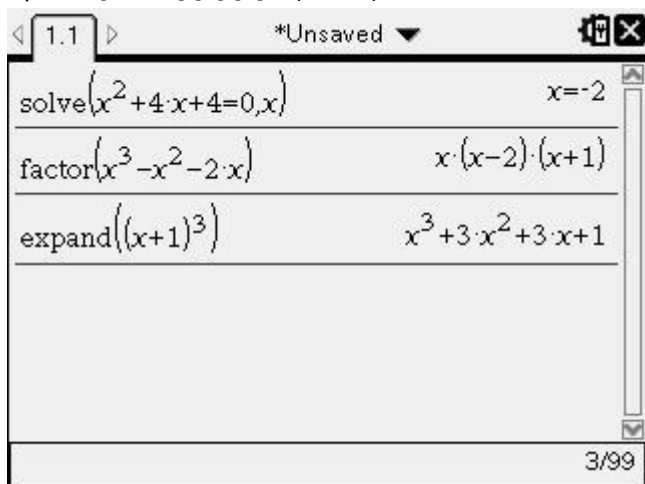 1.1 *Unsaved
solve(x²+4·x+4=0,x) x=-2
factor(x³-x²-2·x) x·(x-2)·(x+1)
expand((x+1)³) x³+3·x²+3·x+1
3/99